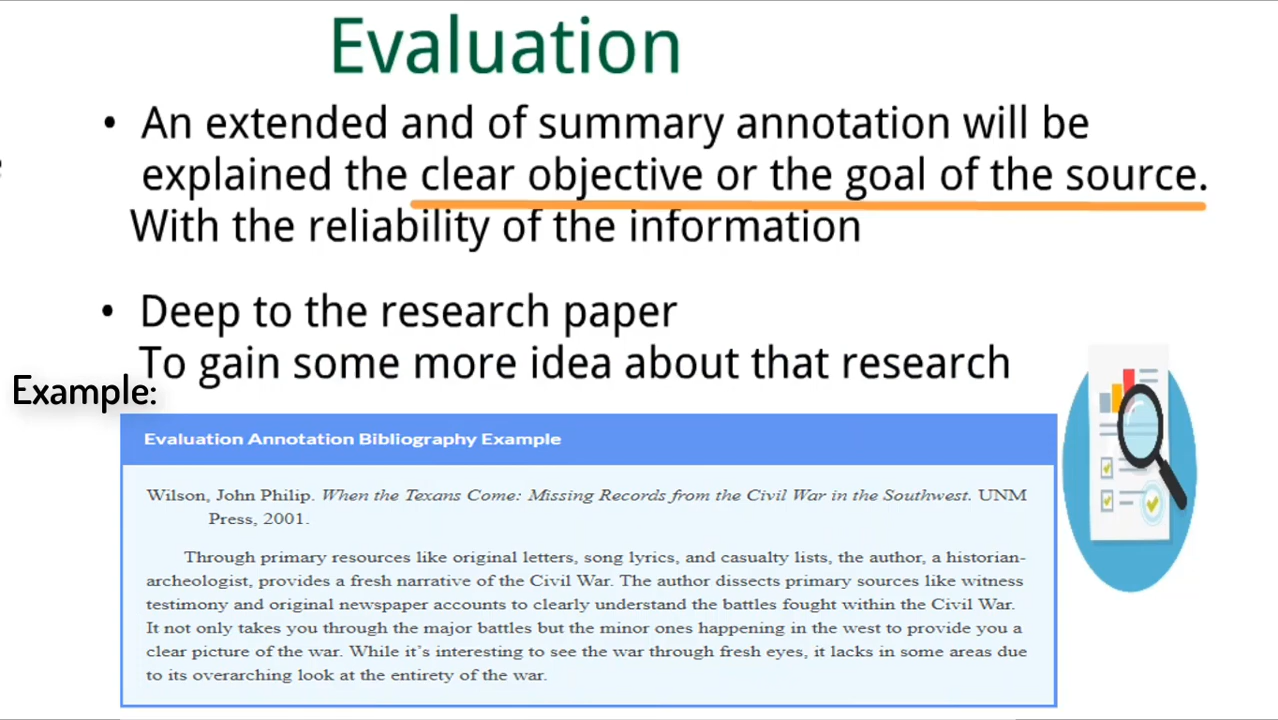 Evaluation
• An extended and of summary annotation will be
explained the clear objective or the goal of the source.
With the reliability of the information
• Deep to the research paper
To gain some more idea about that research
Example:
Evaluation Annotation Bibliography Example
Wilson, John Philip. When the Texans Come: Missing Records from the Civil War in the Southwest. UNM
Press, 2001.
Through primary resources like original letters, song lyrics, and casualty lists, the author, a historian-
archeologist, provides a fresh narrative of the Civil War. The author dissects primary sources like witness
testimony and original newspaper accounts to clearly understand the battles fought within the Civil War.
It not only takes you through the major battles but the minor ones happening in the west to provide you a
clear picture of the war. While it's interesting to see the war through fresh eyes, it lacks in some areas due
to its overarching look at the entirety of the war.